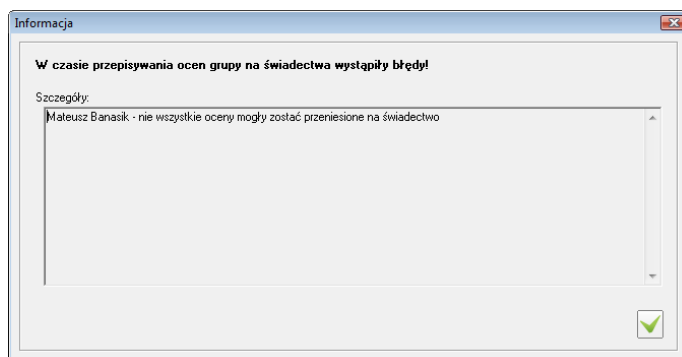 Informacja
W czasie przepisywania ocen grupy na świadectwa wystąpiły błędy!
Szczegóły:
Mateusz Banasik - nie wszystkie oceny mogły zostać przeniesione na świadectwo